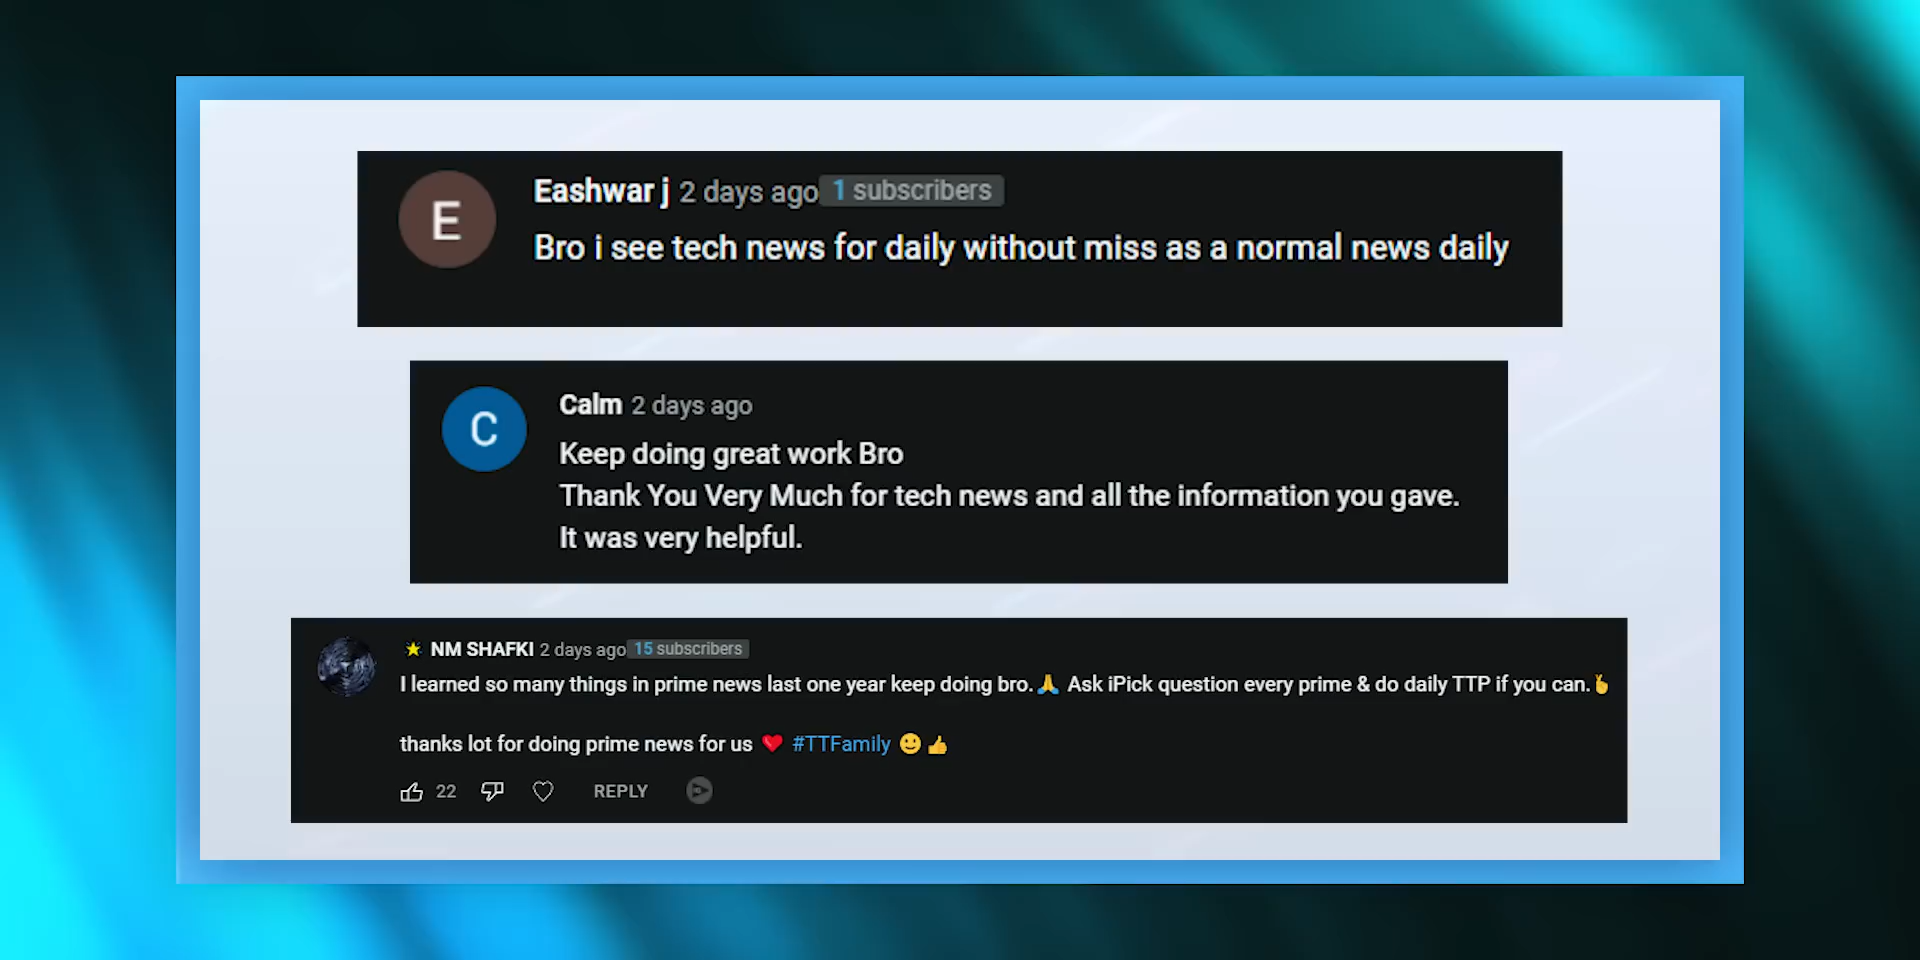 E
Eashwar j 2 days ago 1 subscribers
Bro i see tech news for daily without miss as a normal news daily
C
Calm 2 days ago
Keep doing great work Bro
Thank You Very Much for tech news and all the information you gave.
It was very helpful.
NM SHAFKI 2 days ago 15 subscribers
I learned so many things in prime news last one year keep doing bro.🙏 Ask iPick question every prime & do daily TTP if you can.🫰
thanks lot for doing prime news for us ❤️ #TTFamily 🙂👍
22 REPLY